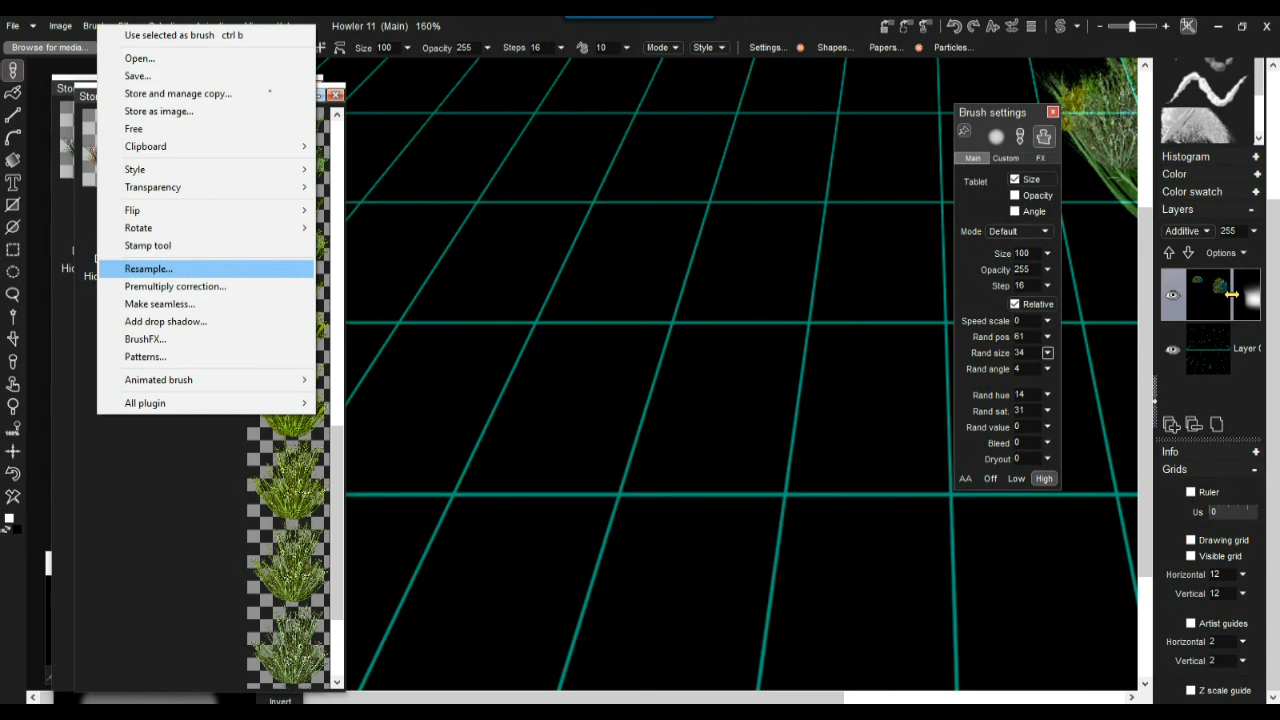 File Image Howler 11 (Main) 160%
Browse for media...
Size 100 Opacity 255 Steps 16 10 Mode Style Settings... Shapes... Papers... Particles...
Use selected as brush ctrl b
Open...
Save...
Store and manage copy...
Store as image...
Free
Clipboard
Style
Transparency
Flip
Rotate
Stamp tool
Resample...
Premultiply correction...
Make seamless...
Add drop shadow...
BrushFX...
Patterns...
Animated brush
All plugin
Invert
Brush settings
Main Custom FX
Tablet Size
Opacity
Angle
Mode Default
Size 100
Opacity 255
Step 16
Relative
Speed scale 0
Rand pos 61
Rand size 34
Rand angle 4
Rand hue 14
Rand sat. 31
Rand value 0
Bleed 0
Dryout 0
AA Off Low High
Histogram
Color
Color swatch
Layers
Additive 255
Options
Info
Grids
Ruler
Us 0
Drawing grid
Visible grid
Horizontal 12
Vertical 12
Artist guides
Horizontal 2
Vertical 2
Z scale guide